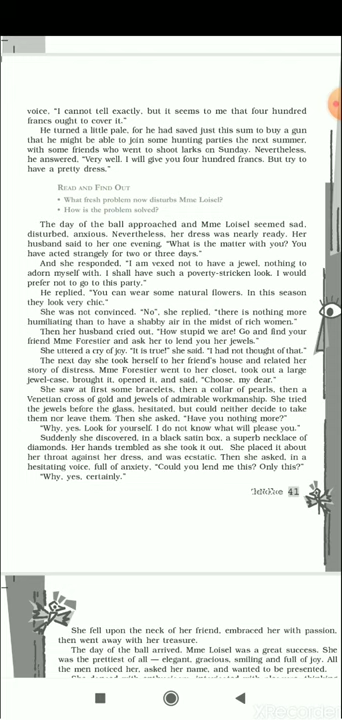 voice, "I cannot tell exactly, but it seems to me that four hundred
francs ought to cover it."
He turned a little pale, for he had saved just this sum to buy a gun
that he might be able to join some hunting parties the next summer,
with some friends who went to shoot larks on Sunday. Nevertheless,
he answered, "Very well. I will give you four hundred francs. But try to
have a pretty dress."
READ AND FIND OUT
• What fresh problem now disturbs Mme Loisel?
• How is the problem solved?
The day of the ball approached and Mme Loisel seemed sad,
disturbed, anxious. Nevertheless, her dress was nearly ready. Her
husband said to her one evening, "What is the matter with you? You
have acted strangely for two or three days."
And she responded, "I am vexed not to have a jewel, nothing to
adorn myself with. I shall have such a poverty-stricken look. I would
prefer not to go to this party."
He replied, "You can wear some natural flowers. In this season
they look very chic."
She was not convinced. "No", she replied, "there is nothing more
humiliating than to have a shabby air in the midst of rich women."
Then her husband cried out, "How stupid we are! Go and find your
friend Mme Forestier and ask her to lend you her jewels."
She uttered a cry of joy. "It is true!" she said. "I had not thought of that."
The next day she took herself to her friend's house and related her
story of distress. Mme Forestier went to her closet, took out a large
jewel-case, brought it, opened it, and said, "Choose, my dear."
She saw at first some bracelets, then a collar of pearls, then a
Venetian cross of gold and jewels of admirable workmanship. She tried
the jewels before the glass, hesitated, but could neither decide to take
them nor leave them. Then she asked, "Have you nothing more?"
"Why, yes. Look for yourself. I do not know what will please you."
Suddenly she discovered, in a black satin box, a superb necklace of
diamonds. Her hands trembled as she took it out. She placed it about
her throat against her dress, and was ecstatic. Then she asked, in a
hesitating voice, full of anxiety, "Could you lend me this? Only this?"
"Why, yes, certainly."
41
She fell upon the neck of her friend, embraced her with passion,
then went away with her treasure.
The day of the ball arrived. Mme Loisel was a great success. She
was the prettiest of all — elegant, gracious, smiling and full of joy. All
the men noticed her, asked her name, and wanted to be presented.
XRecorder